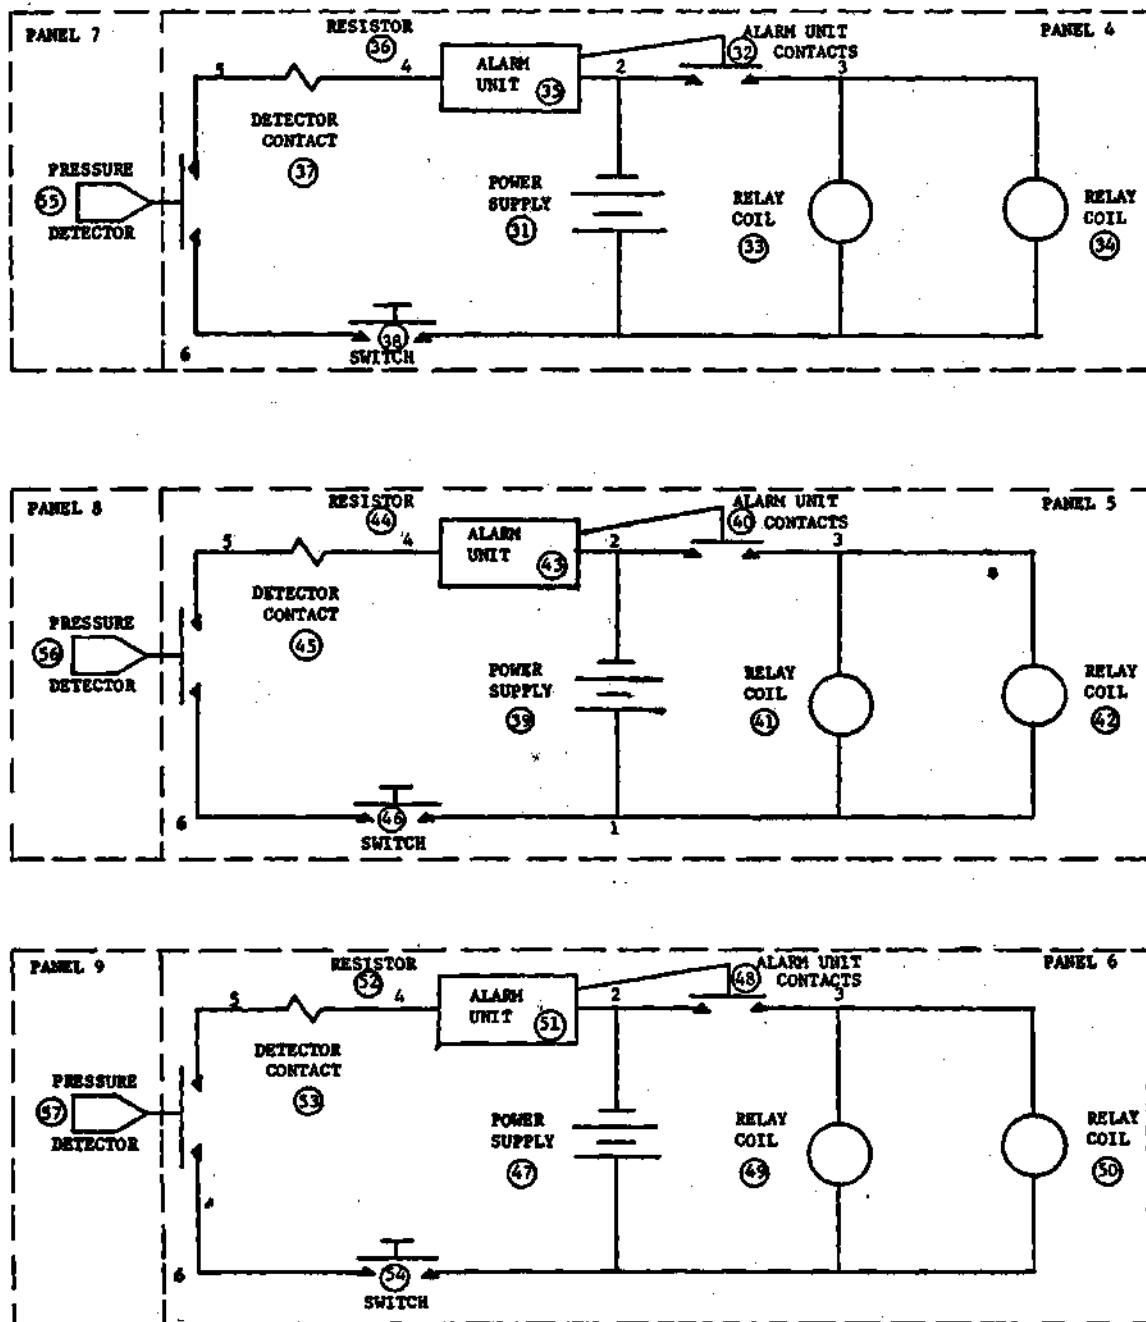 PANEL 7
RESISTOR
36
ALARM UNIT
32
CONTACTS
PANEL 4
5
4
ALARM
UNIT
35
2
3
DETECTOR
CONTACT
37
PRESSURE
55
DETECTOR
POWER
SUPPLY
31
RELAY
COIL
33
RELAY
COIL
34
38
SWITCH
6
PANEL 8
RESISTOR
44
ALARM UNIT
40
CONTACTS
PANEL 5
5
4
ALARM
UNIT
43
2
3
DETECTOR
CONTACT
45
PRESSURE
56
DETECTOR
POWER
SUPPLY
39
RELAY
COIL
41
RELAY
COIL
42
46
SWITCH
6
1
PANEL 9
RESISTOR
52
ALARM UNIT
48
CONTACTS
PANEL 6
5
4
ALARM
UNIT
51
2
3
DETECTOR
CONTACT
53
PRESSURE
57
DETECTOR
POWER
SUPPLY
47
RELAY
COIL
49
RELAY
COIL
50
54
SWITCH
6